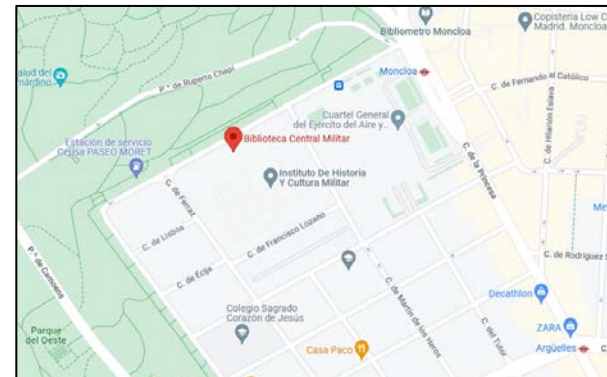 Copistería Low C
Madrid. Moncloa
Bibliometro Moncloa
alud del
rnardino
P.º de Ruperto Chapí
Moncloa
C. de Fernando el Católico
C. de Hilarión Eslava
Cuartel General
del Ejército del Aire y...
Biblioteca Central Militar
Estación de servicio
Cepsa PASEO MORET
Instituto De Historia
Y Cultura Militar
C. de la Princesa
C. de Ferraz
Me
C. de Lisboa
C. de Francisco Lozano
C. de Écija
C. de Rodríguez S
P.º de Camoens
C. de Martín de los Heros
Decathlon
Colegio Sagrado
Corazón de Jesús
C. del Tutor
ZARA
Parque
del Oeste
Casa Paco
Argüelles
C